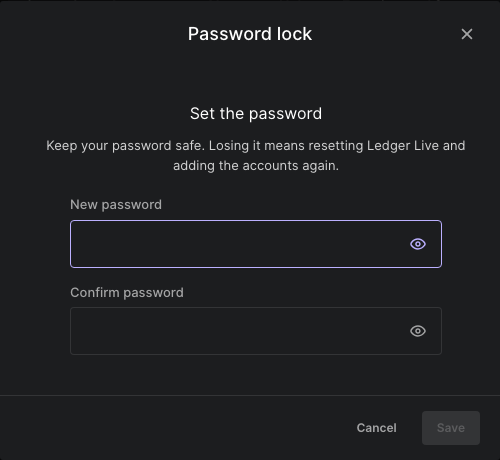 Password lock
Set the password
Keep your password safe. Losing it means resetting Ledger Live and
adding the accounts again.
New password
Confirm password
Cancel
Save